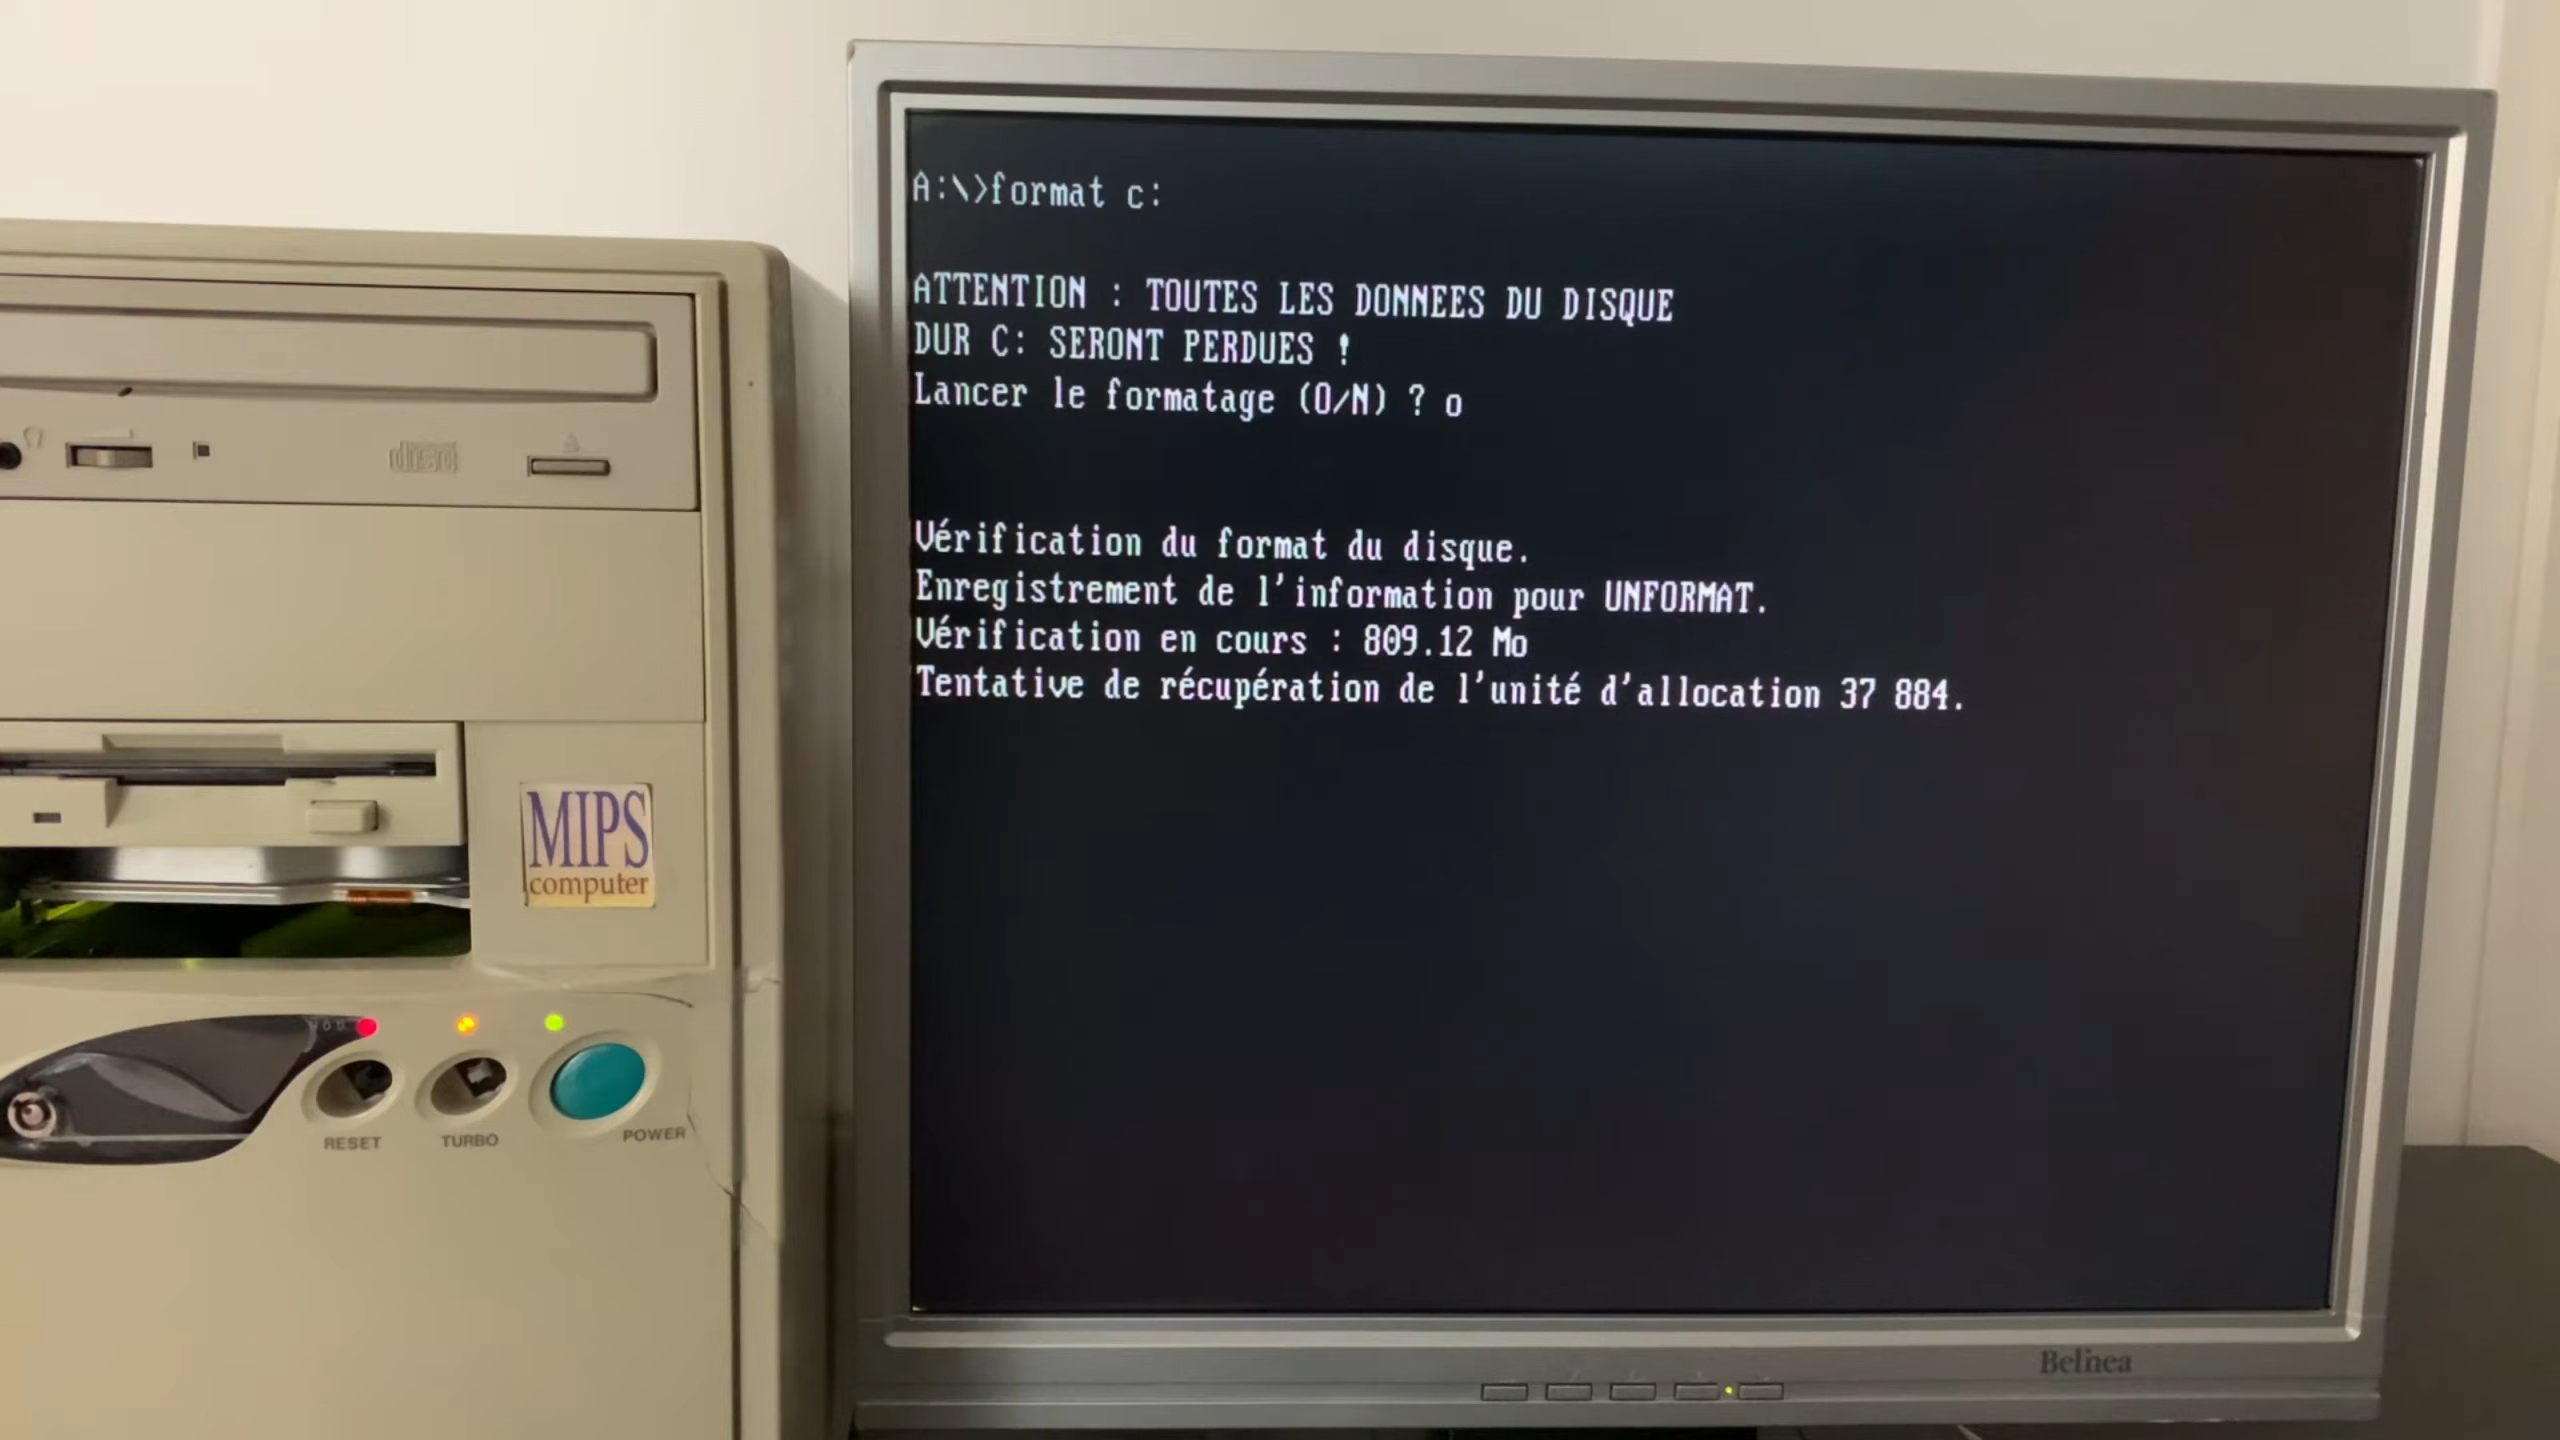 A:\>format c:
ATTENTION : TOUTES LES DONNEES DU DISQUE
DUR C: SERONT PERDUES !
Lancer le formatage (O/N) ? o
Vérification du format du disque.
Enregistrement de l'information pour UNFORMAT.
Vérification en cours : 809.12 Mo
Tentative de récupération de l'unité d'allocation 37 884.
disc
MIPS
computer
HDD
RESET
TURBO
POWER
Belinea